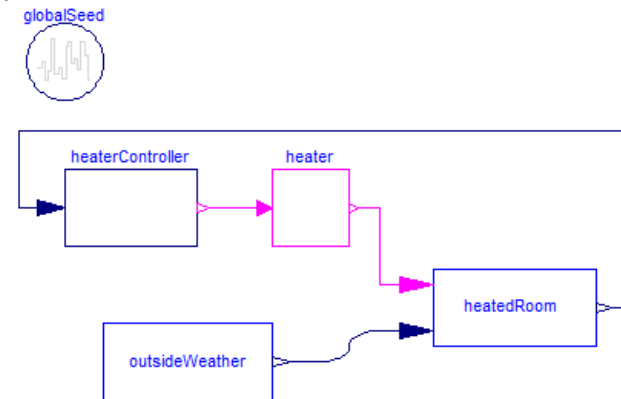 globalSeed
heaterController
heater
heatedRoom
outsideWeather